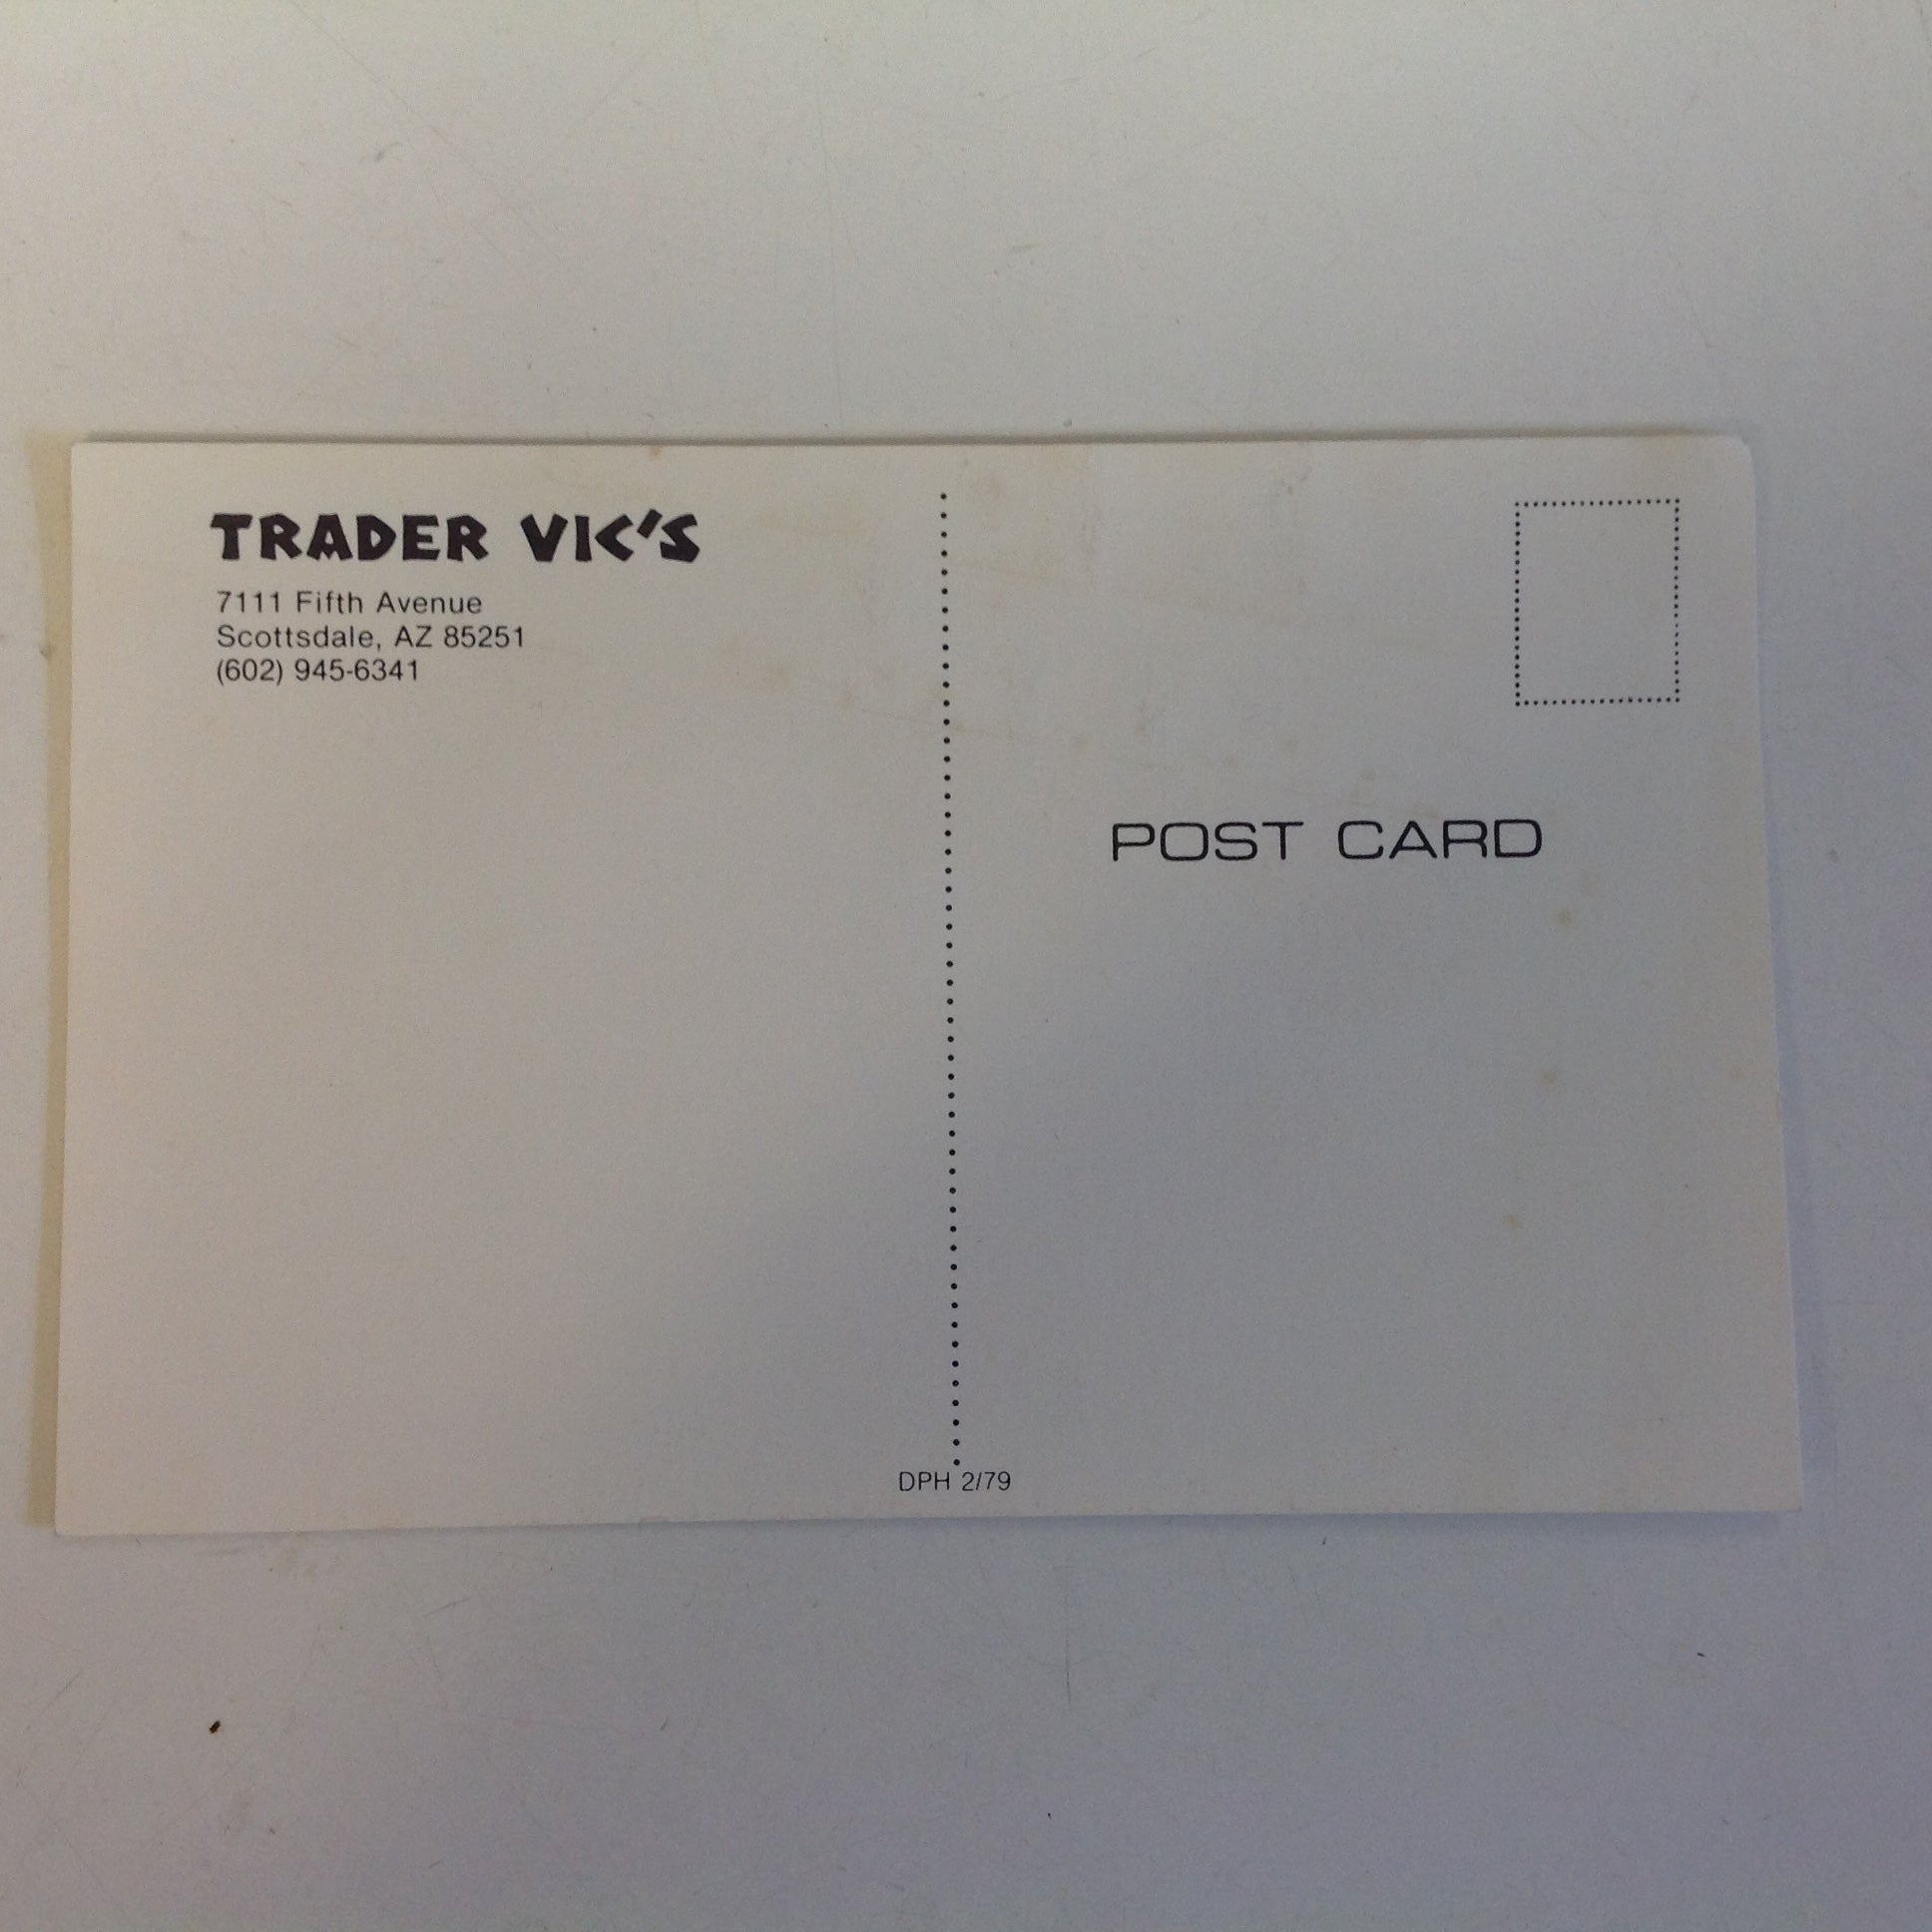 TRADER VIC'S
7111 Fifth Avenue
Scottsdale, AZ 85251
(602) 945-6341
POST CARD
DPH 2/79